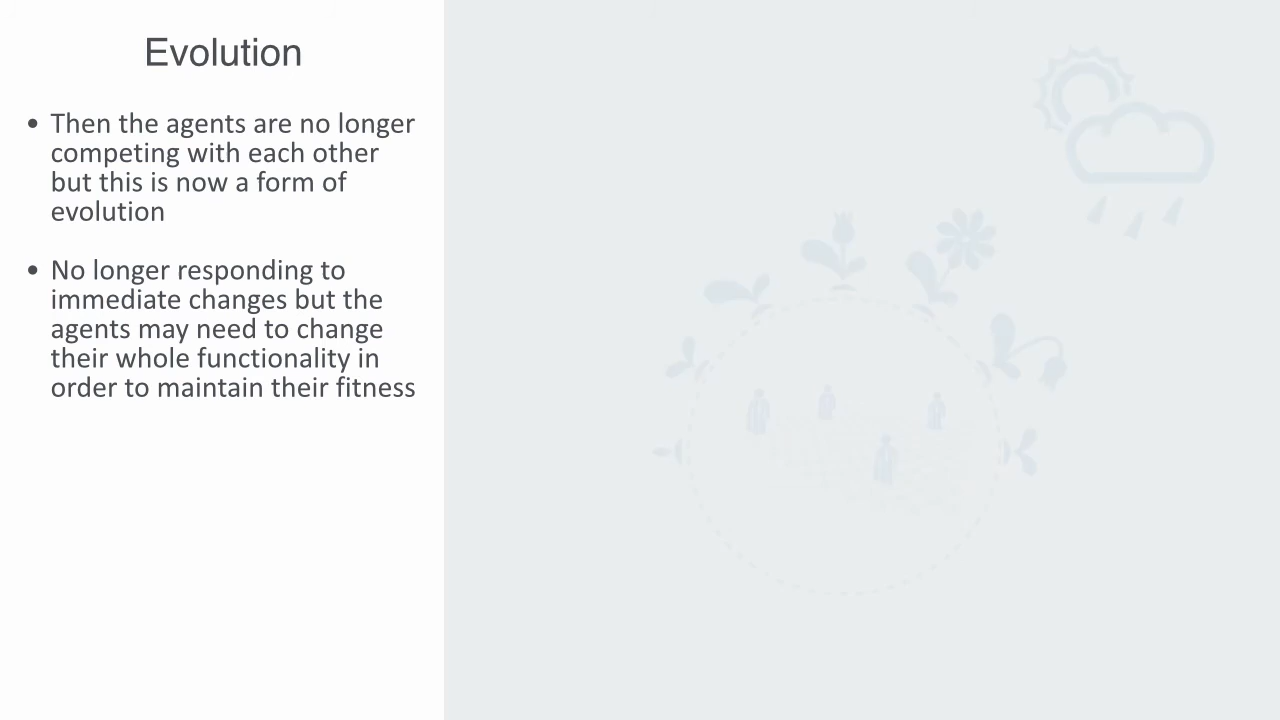 Evolution
• Then the agents are no longer
competing with each other
but this is now a form of
evolution
• No longer responding to
immediate changes but the
agents may need to change
their whole functionality in
order to maintain their fitness